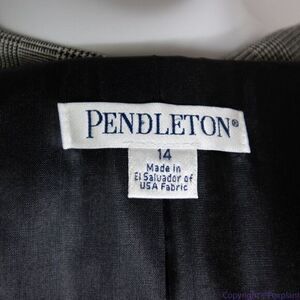 PENDLETON®
14
Made in
El Salvador of
USA Fabric